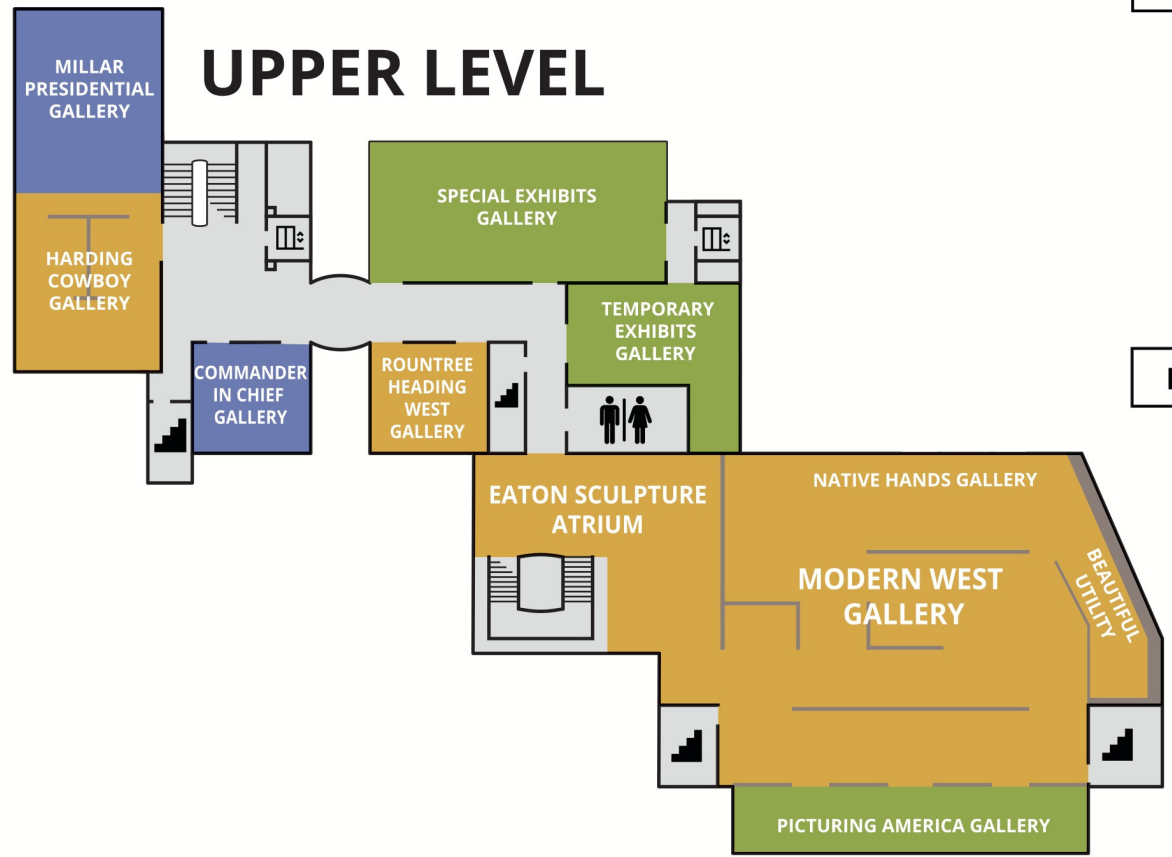 UPPER LEVEL
MILLAR
PRESIDENTIAL
GALLERY
HARDING
COWBOY
GALLERY
SPECIAL EXHIBITS
GALLERY
TEMPORARY
EXHIBITS
GALLERY
COMMANDER
IN CHIEF
GALLERY
ROUNTREE
HEADING
WEST
GALLERY
EATON SCULPTURE
ATRIUM
NATIVE HANDS GALLERY
MODERN WEST
GALLERY
BEAUTIFUL
UTILITY
PICTURING AMERICA GALLERY